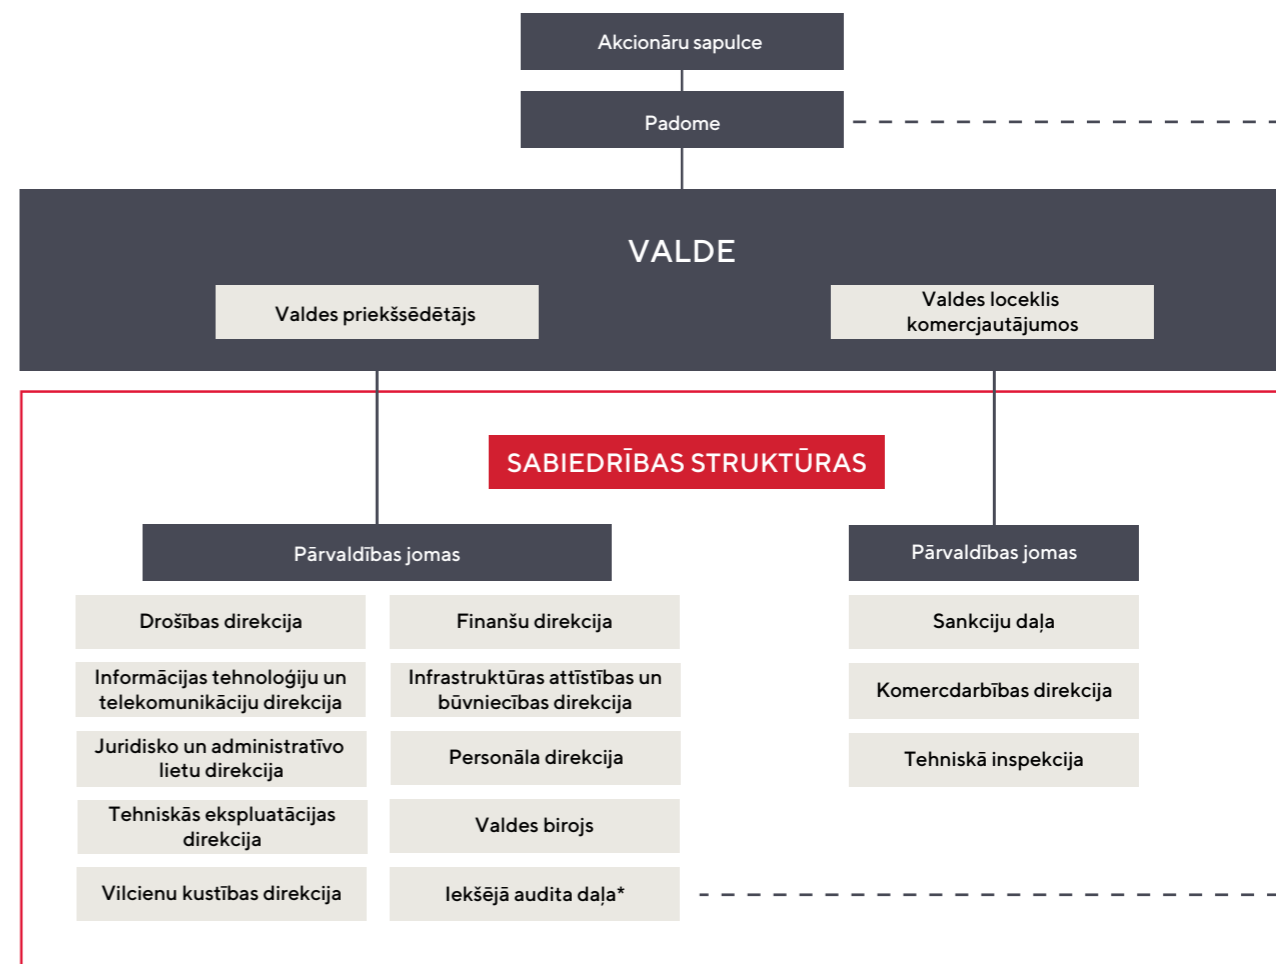 Akcionāru sapulce
Padome
VALDE
Valdes priekšsēdētājs
Valdes loceklis
komercjautājumos
SABIEDRĪBAS STRUKTŪRAS
Pārvaldības jomas
Drošības direkcija
Finanšu direkcija
Informācijas tehnoloģiju un
telekomunikāciju direkcija
Infrastruktūras attīstības un
būvniecības direkcija
Juridisko un administratīvo
lietu direkcija
Personāla direkcija
Tehniskās ekspluatācijas
direkcija
Valdes birojs
Vilcienu kustības direkcija
Iekšējā audita daļa*
Pārvaldības jomas
Sankciju daļa
Komercdarbības direkcija
Tehniskā inspekcija